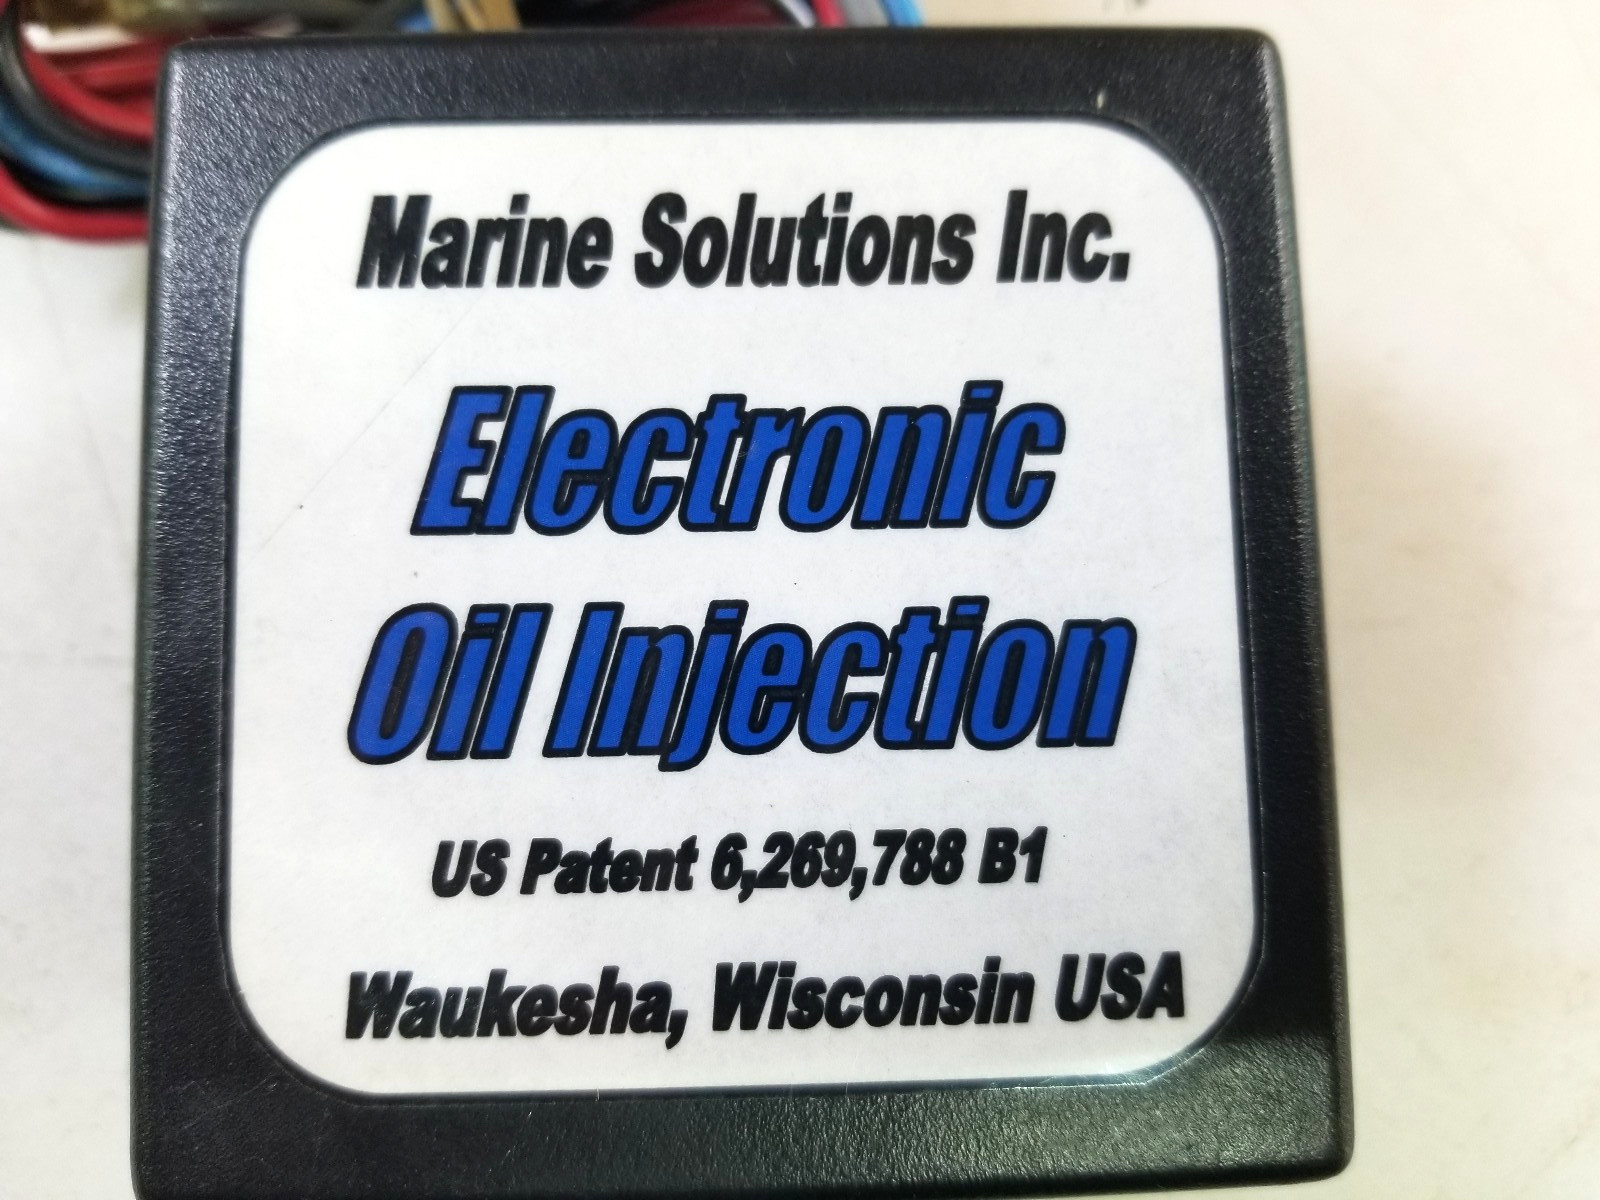 Marine Solutions Inc.
Electronic
Oil Injection
US Patent 6,269,788 B1
Waukesha, Wisconsin USA